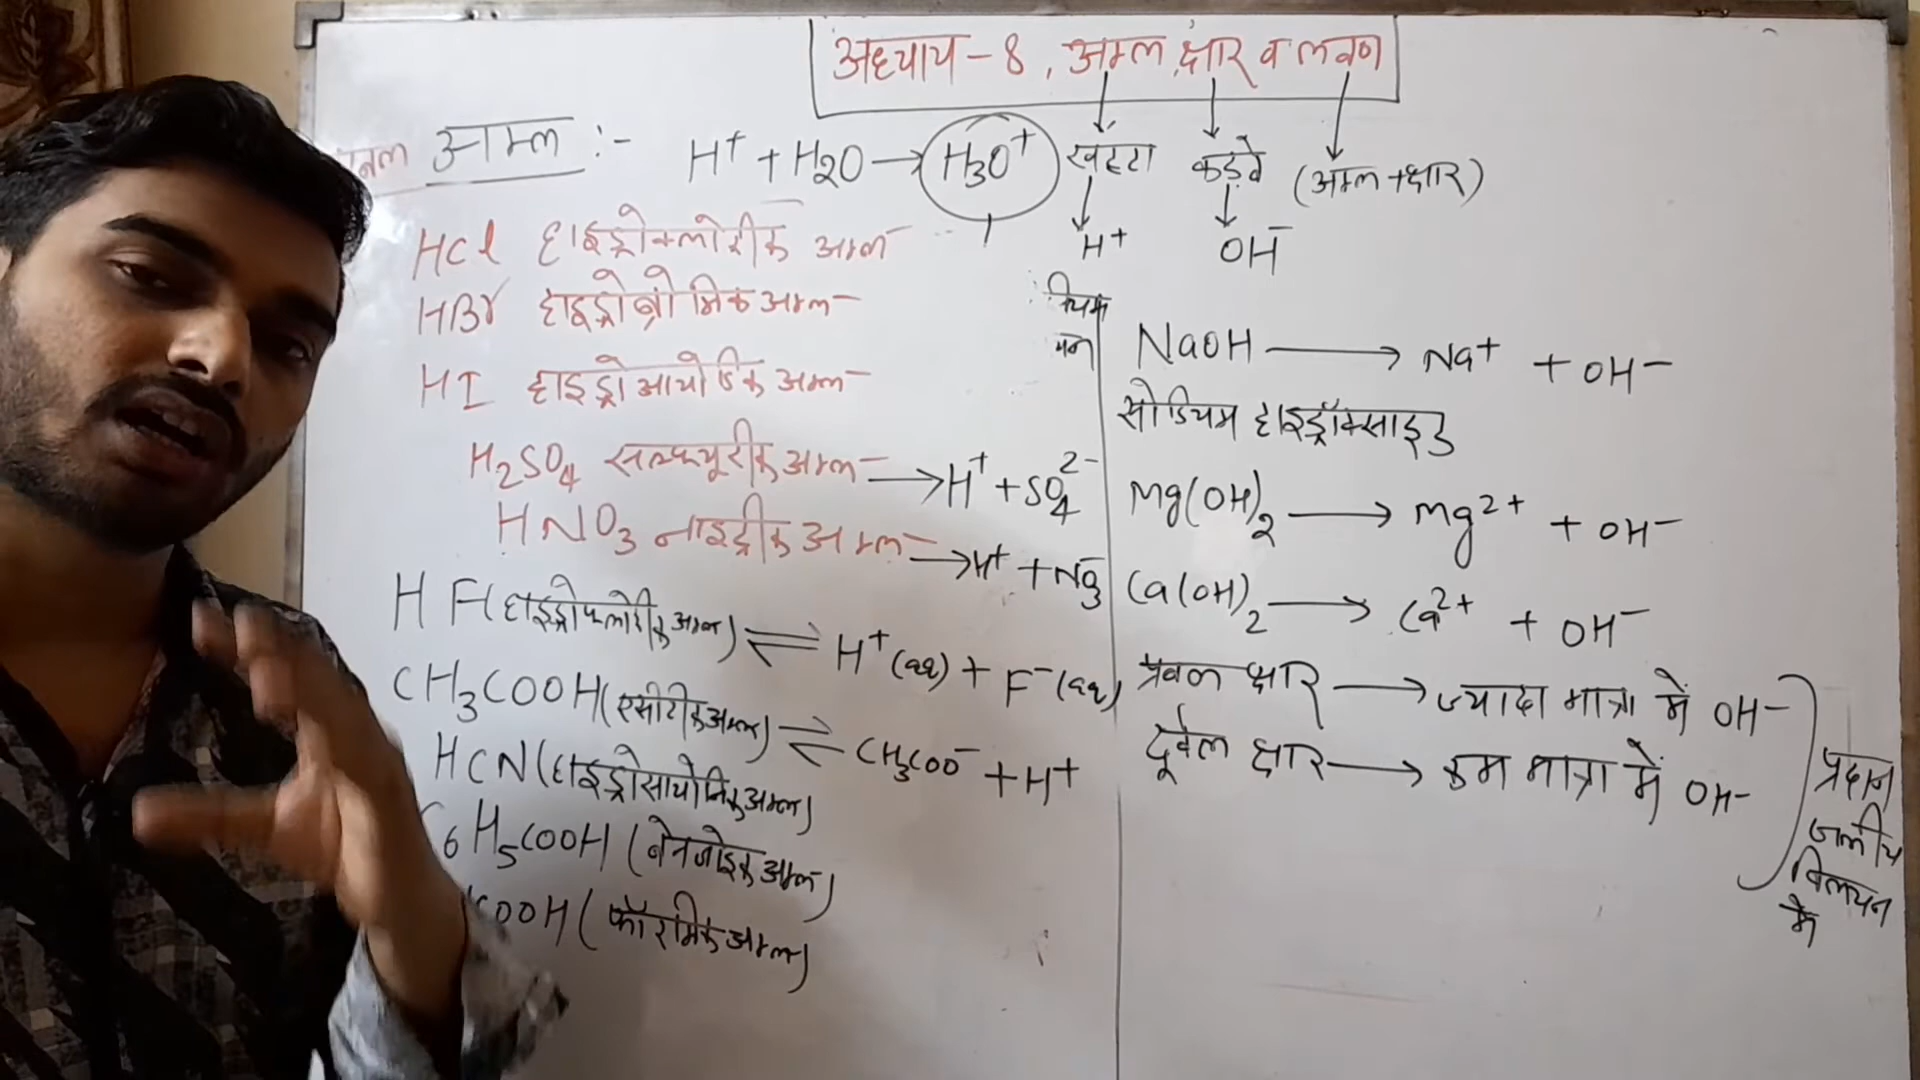 अध्याय - 8, अम्ल, क्षार व लवण
अम्ल :- H⁺ + H2O → H₃O⁺
खट्टा कड़वे (अम्ल + क्षार)
H⁺ OH⁻
HCl हाइड्रोक्लोरीक अम्ल
HBr हाइड्रोब्रोमिक अम्ल
HI हाइड्रोआयोडिक अम्ल
H₂SO₄ सल्फ्यूरीक अम्ल → H⁺ + SO₄²⁻
HNO₃ नाइट्रीक अम्ल → H⁺ + NO₃⁻
HF (हाइड्रोफ्लोरीक अम्ल) ⇌ H⁺(aq) + F⁻(aq)
CH₃COOH (एसीटीक अम्ल) ⇌ CH₃COO⁻ + H⁺
HCN (हाइड्रोसायोनिक अम्ल)
6H₅COOH (बेनजोइक अम्ल)
COOH (फॉरमिक अम्ल)
NaOH → Na⁺ + OH⁻
सोडियम हाइड्रॉक्साइड
Mg(OH)₂ → Mg²⁺ + OH⁻
Ca(OH)₂ → Ca²⁺ + OH⁻
प्रबल क्षार → ज्यादा मात्रा में OH⁻
दूर्बल क्षार → कम मात्रा में OH⁻
प्रदान
जलीय
विलयन
में